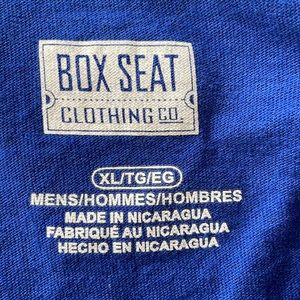 BOX SEAT
CLOTHING CO.
XL/TG/EG
MENS/HOMMES/HOMBRES
MADE IN NICARAGUA
FABRIQUÉ AU NICARAGUA
HECHO EN NICARAGUA